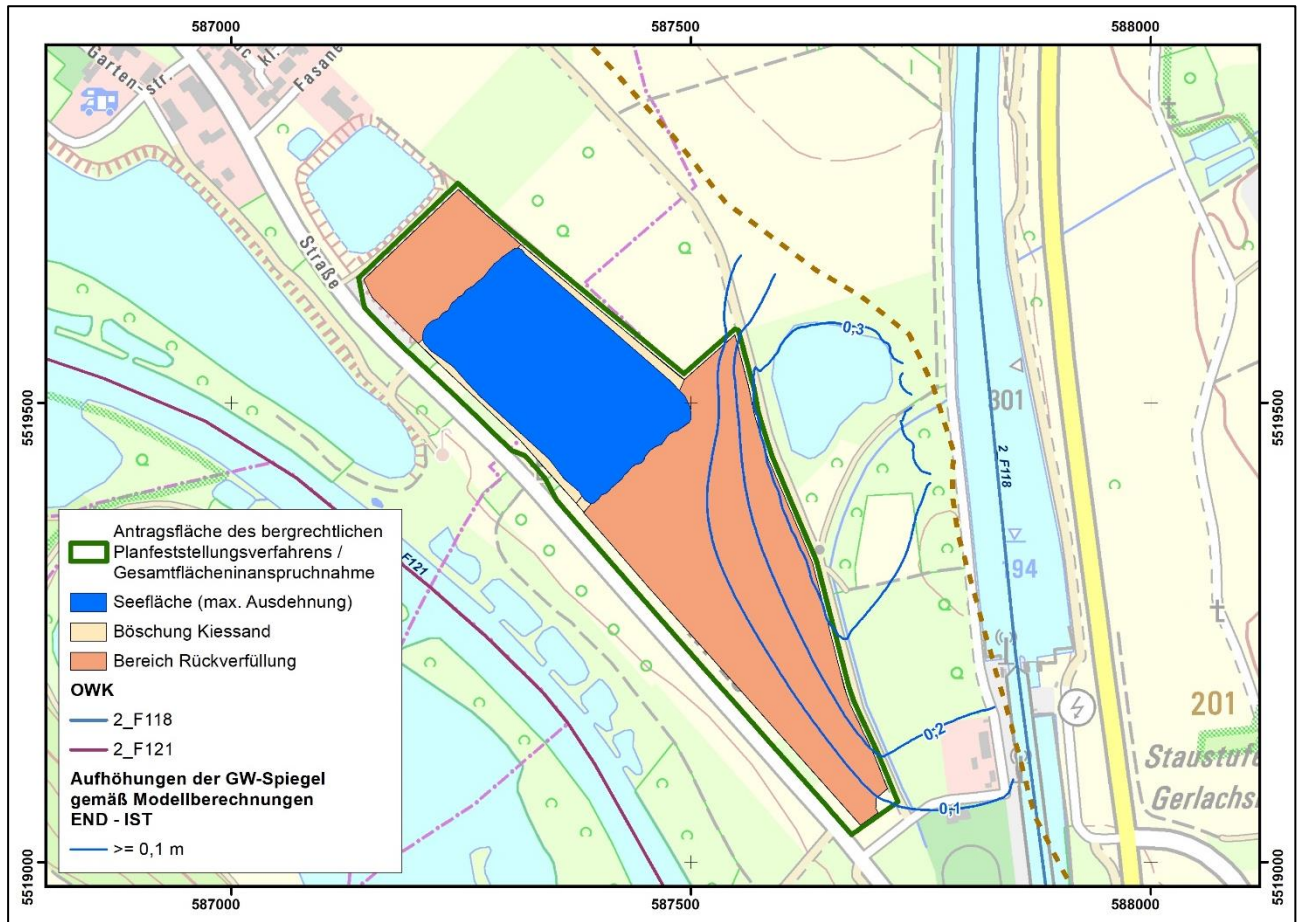 587000
587500
588000
Garten-str.
Fasane
Straße
0,3
5519500
5519500
301
2_F118
F121
94
0,2
0,1
201
Staustufe
Gerlachs
Antragsfläche des bergrechtlichen
Planfeststellungsverfahrens /
Gesamtflächeninanspruchnahme
Seefläche (max. Ausdehnung)
Böschung Kiessand
Bereich Rückverfüllung
OWK
2_F118
2_F121
Aufhöhungen der GW-Spiegel
gemäß Modellberechnungen
END - IST
>= 0,1 m
5519000
5519000
587000
587500
588000